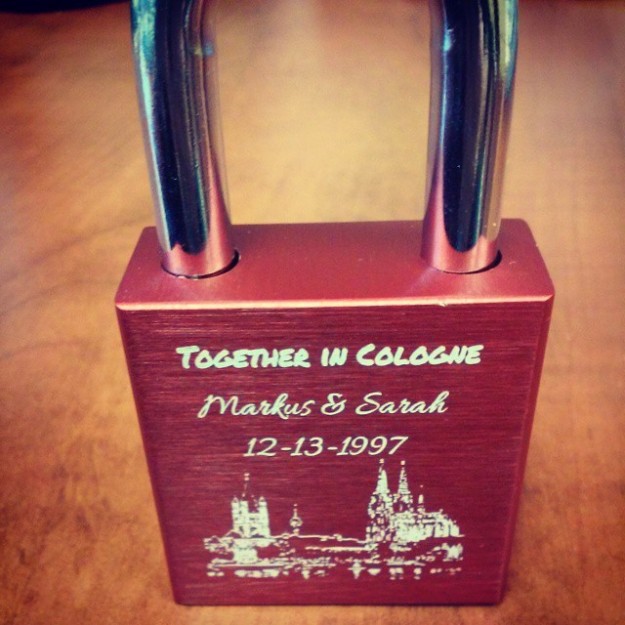 Together in Cologne
Markus & Sarah
12-13-1997